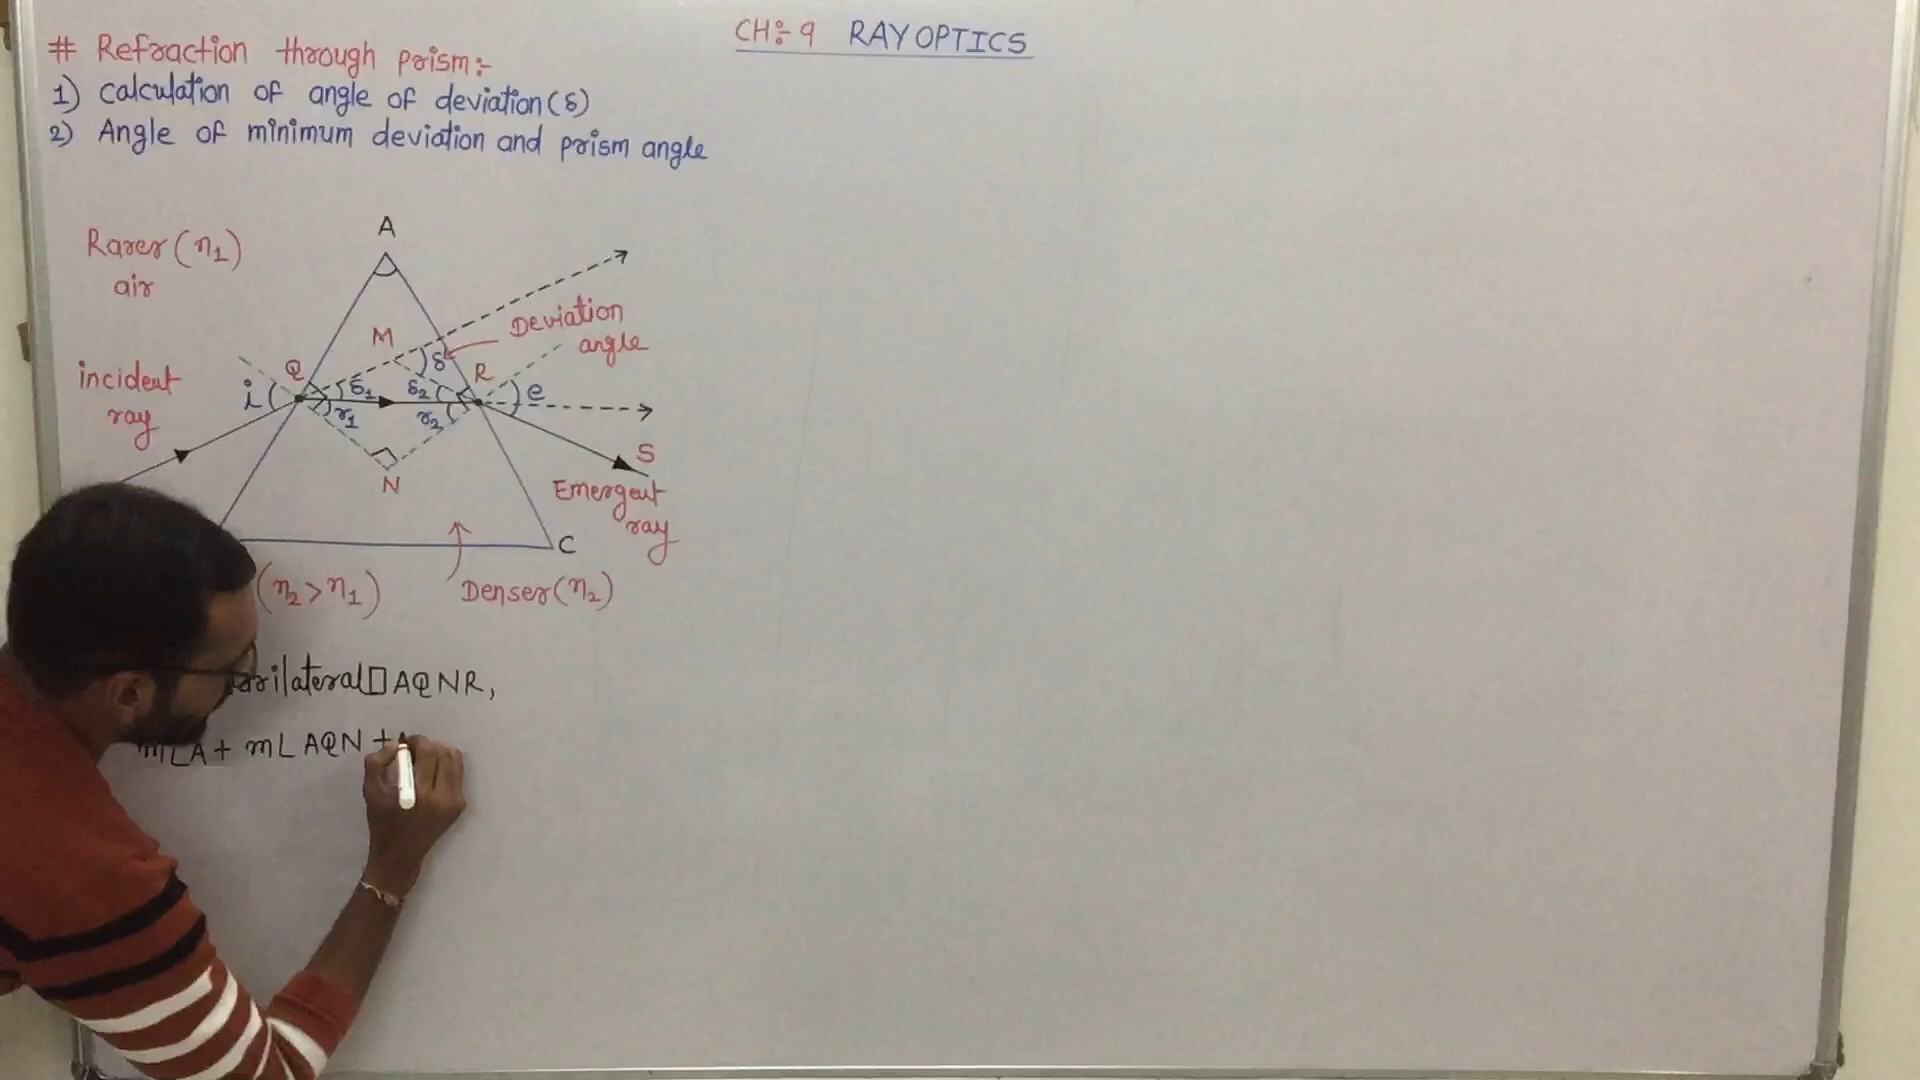 CH:- 9 RAY OPTICS
# Refraction through prism:-
1) Calculation of angle of deviation (δ)
2) Angle of minimum deviation and prism angle
A
Rarer (n₁)
air
M
Deviation
angle
δ
Q
R
incident
ray
i
δ₁
δ₂
e
r₁
r₂
N
S
Emergent
ray
C
(n₂ > n₁)
Denser (n₂)
rilateral □ AQNR,
m∠A + m∠AQN +